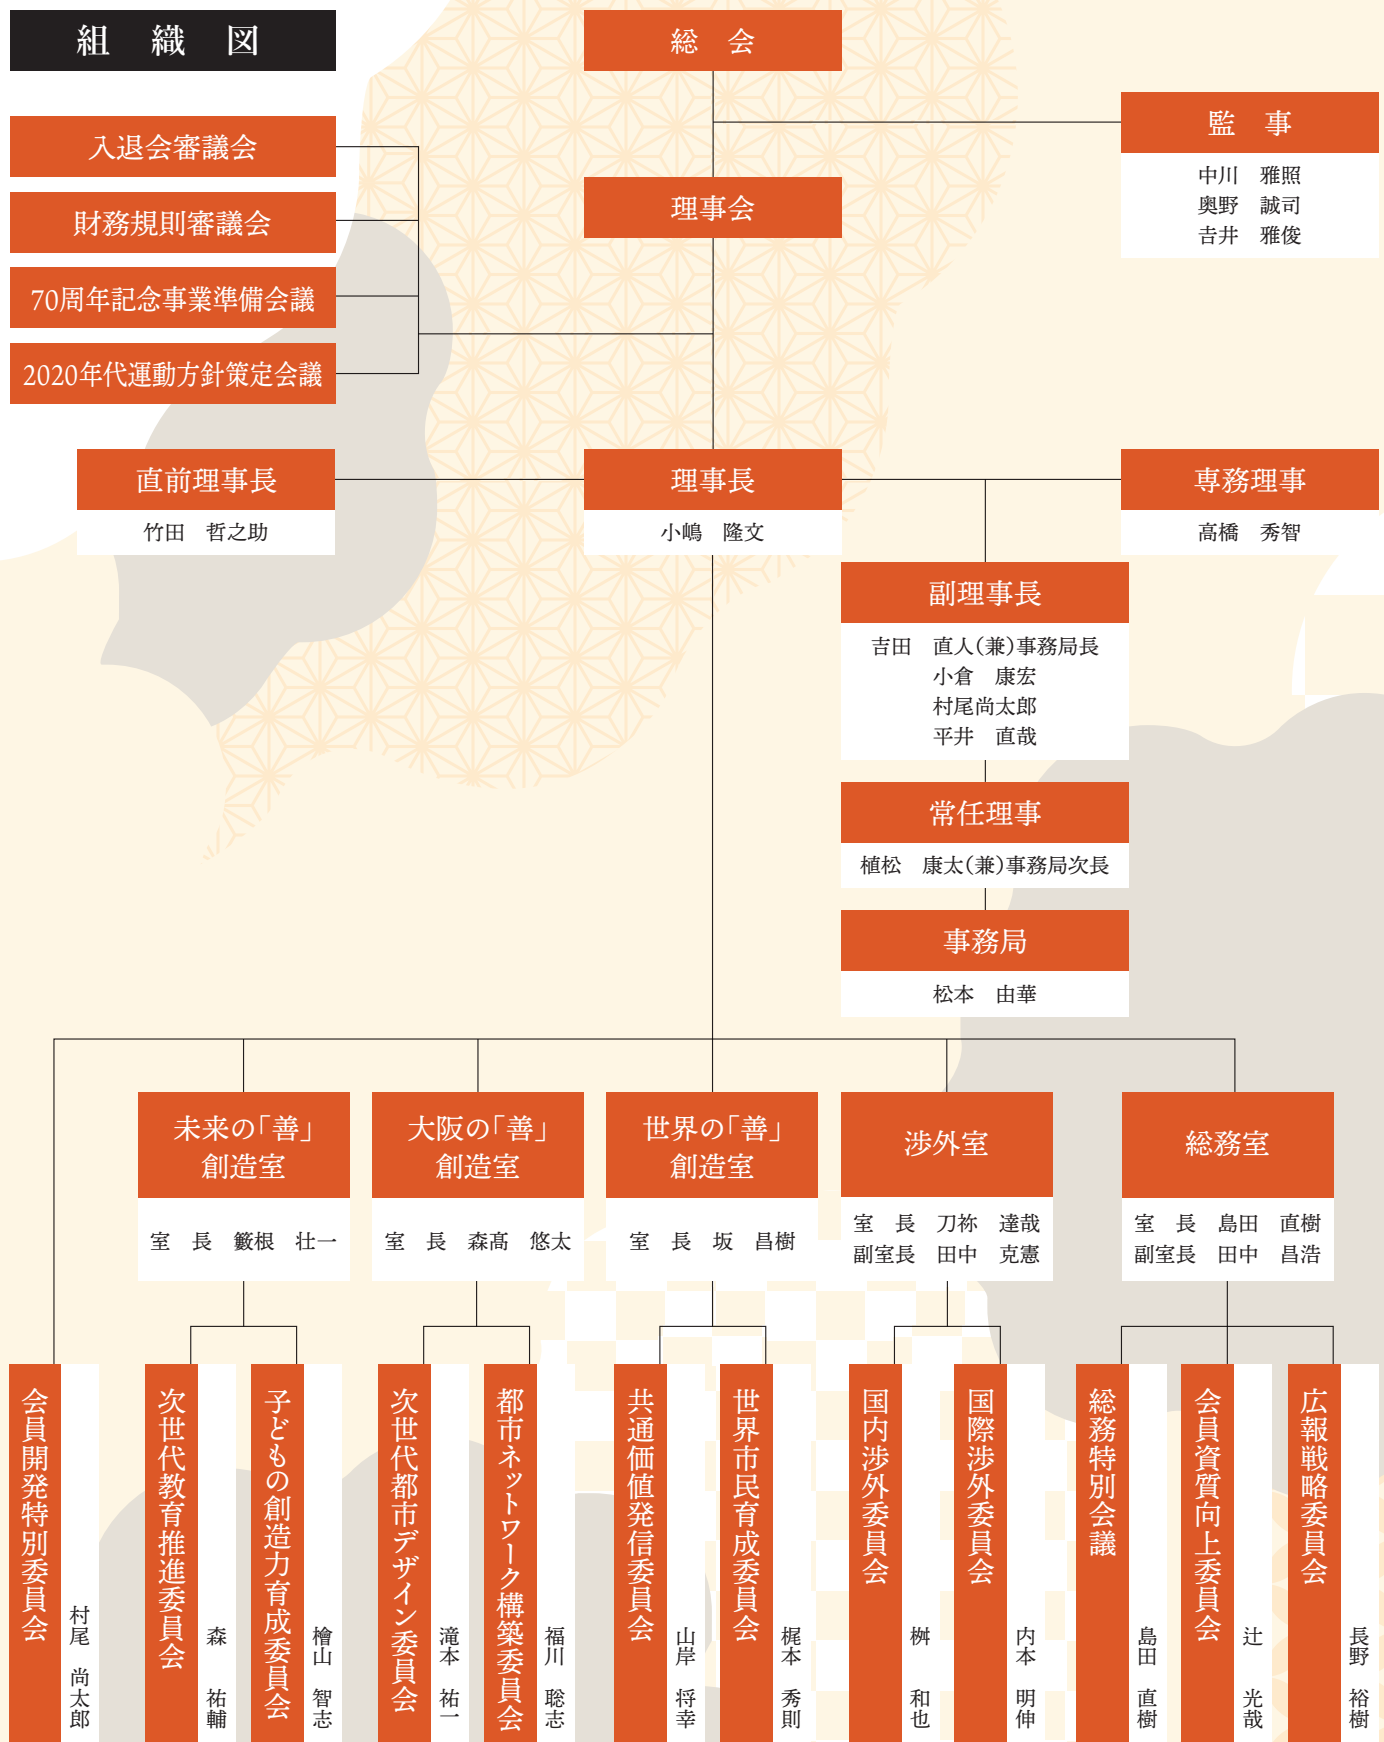 組　織　図
総　会
監　事
中川　雅照
奥野　誠司
吉井　雅俊
入退会審議会
財務規則審議会
70周年記念事業準備会議
2020年代運動方針策定会議
理事会
直前理事長
竹田　哲之助
理事長
小嶋　隆文
専務理事
髙橋　秀智
副理事長
吉田　直人(兼)事務局長
小倉　康宏
村尾尚太郎
平井　直哉
常任理事
植松　康太(兼)事務局次長
事務局
松本　由華
未来の「善」
創造室
室　長　籔根　壮一
大阪の「善」
創造室
室　長　森髙　悠太
世界の「善」
創造室
室　長　坂　昌樹
渉外室
室　長　刀祢　達哉
副室長　田中　克憲
総務室
室　長　島田　直樹
副室長　田中　昌浩
会員開発特別委員会
村尾　尚太郎
次世代教育推進委員会
森　祐輔
子どもの創造力育成委員会
檜山　智志
次世代都市デザイン委員会
滝本　祐一
都市ネットワーク構築委員会
福川　聡志
共通価値発信委員会
山岸　将幸
世界市民育成委員会
梶本　秀則
国内渉外委員会
桝　和也
国際渉外委員会
内本　明伸
総務特別会議
島田　直樹
会員資質向上委員会
辻　光哉
広報戦略委員会
長野　裕樹